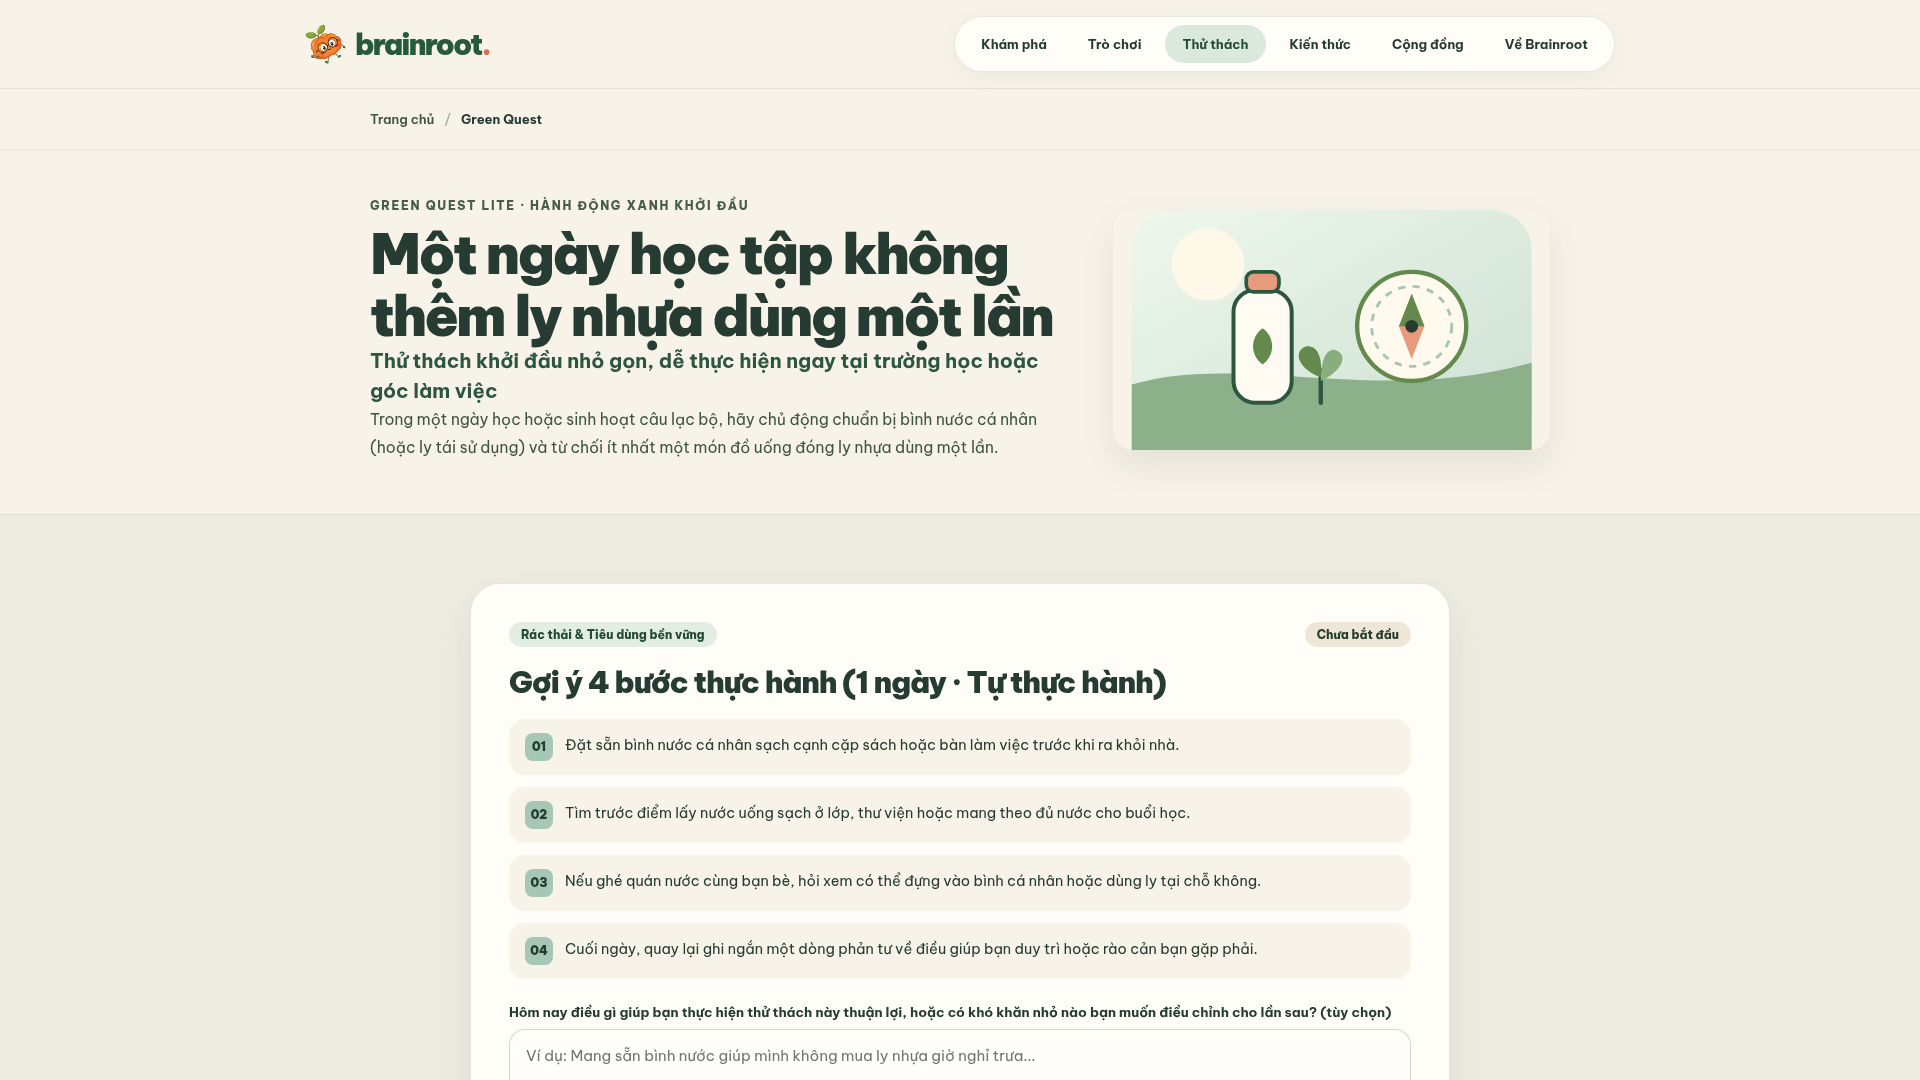 brainroot.
Khám phá
Trò chơi
Thử thách
Kiến thức
Cộng đồng
Về Brainroot
Trang chủ / Green Quest
GREEN QUEST LITE · HÀNH ĐỘNG XANH KHỞI ĐẦU
Một ngày học tập không
thêm ly nhựa dùng một lần
Thử thách khởi đầu nhỏ gọn, dễ thực hiện ngay tại trường học hoặc
góc làm việc
Trong một ngày học hoặc sinh hoạt câu lạc bộ, hãy chủ động chuẩn bị bình nước cá nhân
(hoặc ly tái sử dụng) và từ chối ít nhất một món đồ uống đóng ly nhựa dùng một lần.
Rác thải & Tiêu dùng bền vững
Chưa bắt đầu
Gợi ý 4 bước thực hành (1 ngày · Tự thực hành)
01 Đặt sẵn bình nước cá nhân sạch cạnh cặp sách hoặc bàn làm việc trước khi ra khỏi nhà.
02 Tìm trước điểm lấy nước uống sạch ở lớp, thư viện hoặc mang theo đủ nước cho buổi học.
03 Nếu ghé quán nước cùng bạn bè, hỏi xem có thể đựng vào bình cá nhân hoặc dùng ly tại chỗ không.
04 Cuối ngày, quay lại ghi ngắn một dòng phản tư về điều giúp bạn duy trì hoặc rào cản bạn gặp phải.
Hôm nay điều gì giúp bạn thực hiện thử thách này thuận lợi, hoặc có khó khăn nhỏ nào bạn muốn điều chỉnh cho lần sau? (tùy chọn)
Ví dụ: Mang sẵn bình nước giúp mình không mua ly nhựa giờ nghỉ trưa...